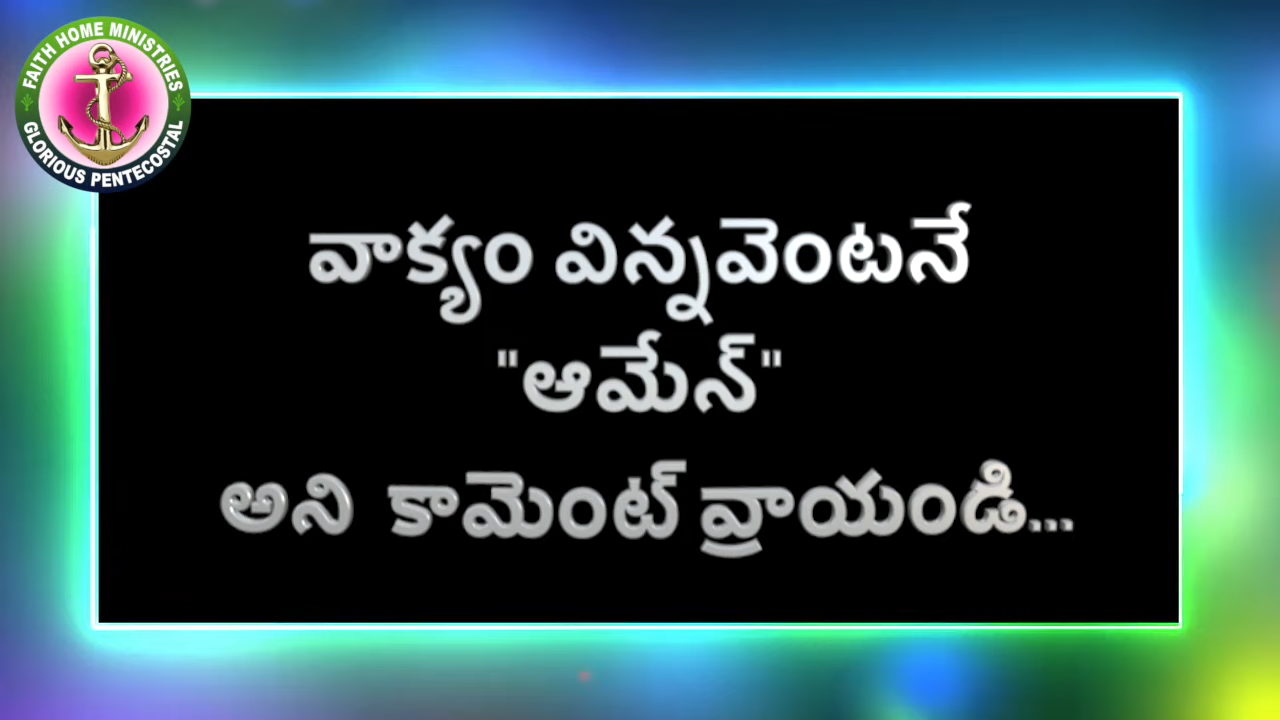 FAITH HOME MINISTRIES
GLORIOUS PENTECOSTAL
వాక్యం విన్నవెంటనే
"ఆమేన్"
అని కామెంట్ వ్రాయండి...